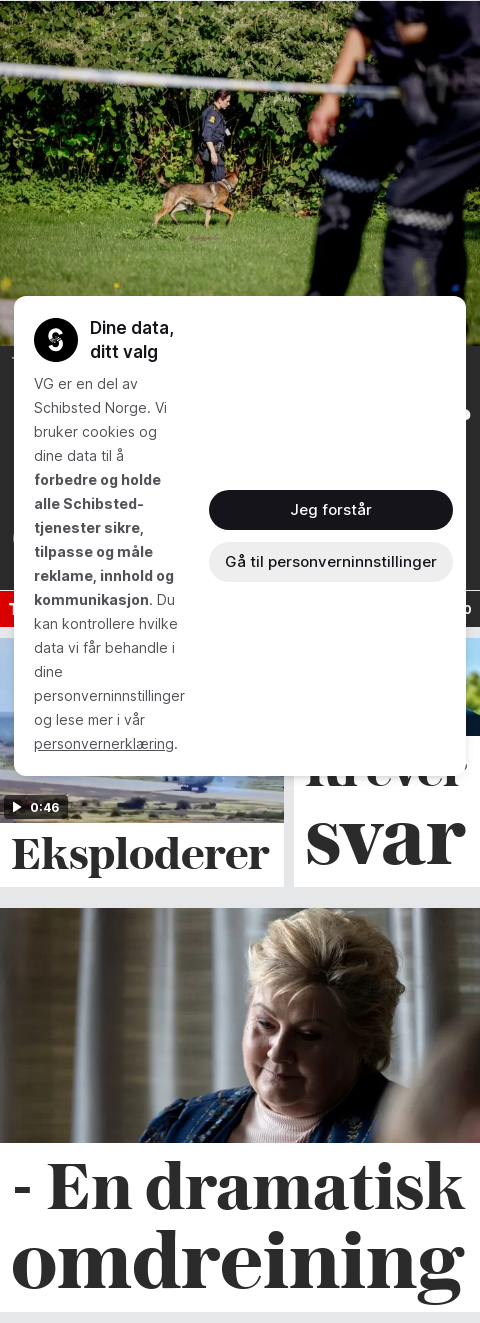 Dine data,
ditt valg
VG er en del av
Schibsted Norge. Vi
bruker cookies og
dine data til å
forbedre og holde
alle Schibsted-
tjenester sikre,
tilpasse og måle
reklame, innhold og
kommunikasjon. Du
kan kontrollere hvilke
data vi får behandle i
dine
personverninnstillinger
og lese mer i vår
personvernerklæring.
Jeg forstår
Gå til personverninnstillinger
0:46
Eksploderer
svar
- En dramatisk
omdreining